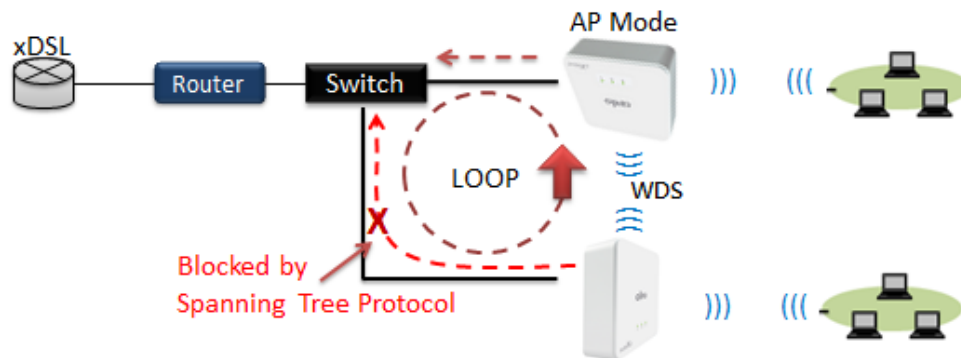 AP Mode
xDSL
Router
Switch
LOOP
WDS
X
Blocked by
Spanning Tree Protocol